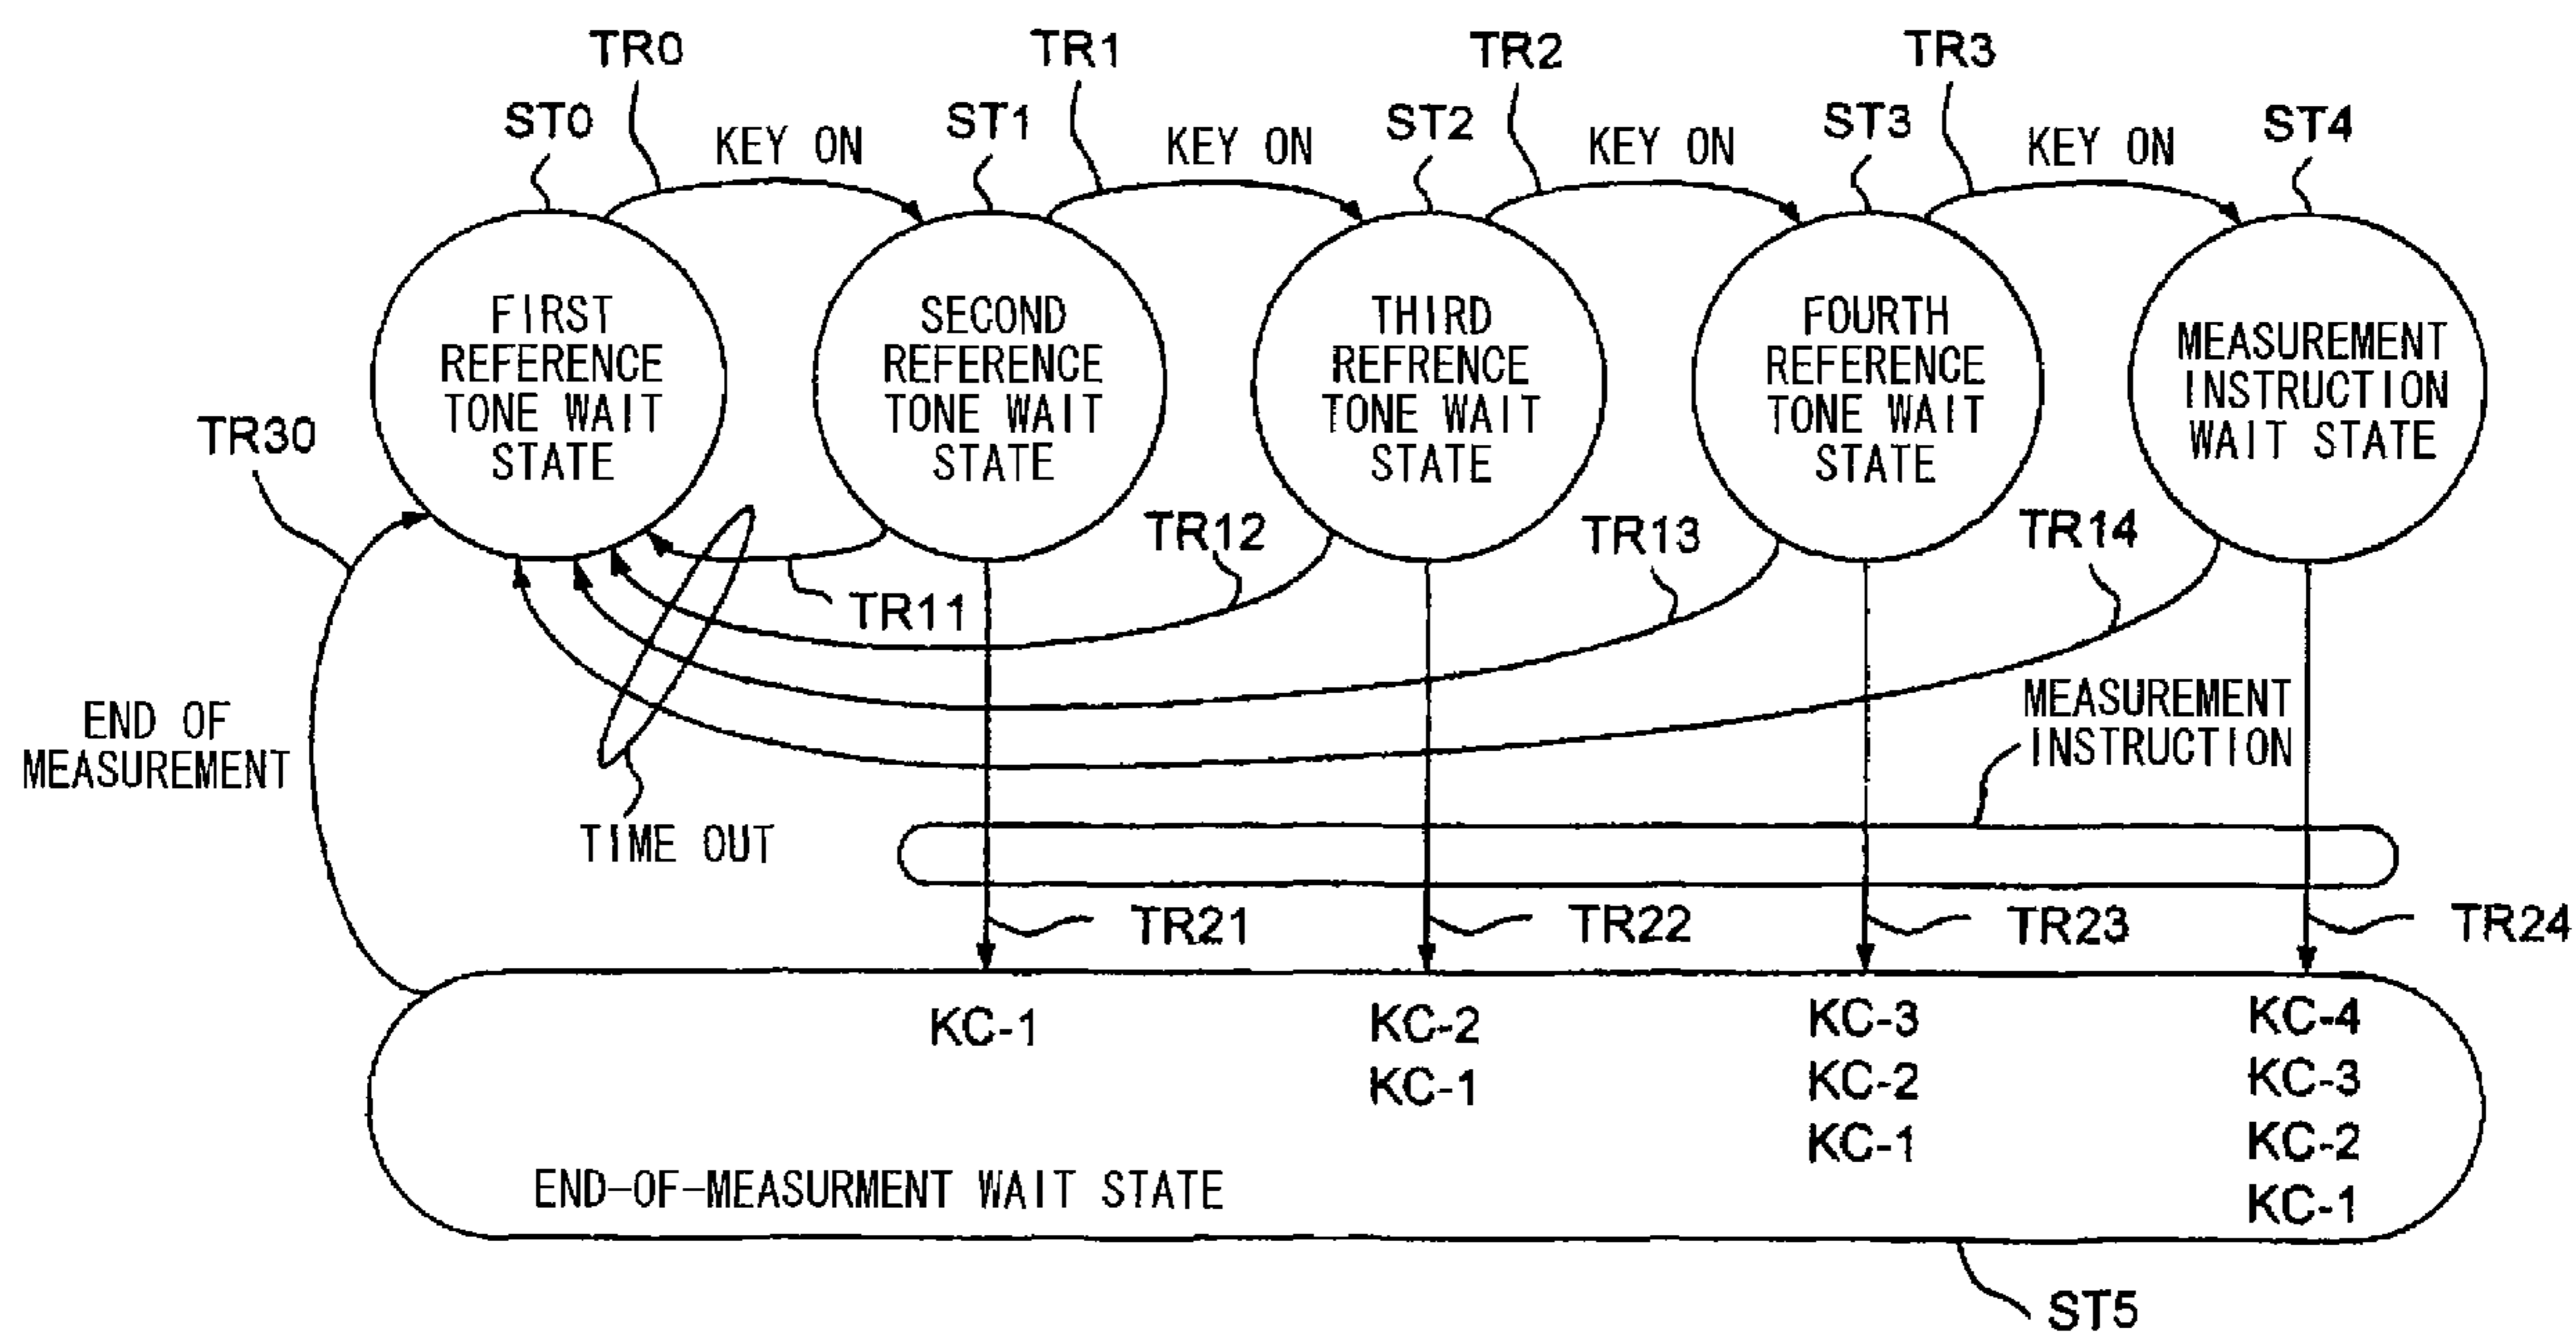 TR0
TR1
TR2
TR3
ST0
KEY ON
ST1
KEY ON
ST2
KEY ON
ST3
KEY ON
ST4
FIRST
REFERENCE
TONE WAIT
STATE
SECOND
REFERENCE
TONE WAIT
STATE
THIRD
REFRENCE
TONE WAIT
STATE
FOURTH
REFERENCE
TONE WAIT
STATE
MEASUREMENT
INSTRUCTION
WAIT STATE
TR30
TR11
TR12
TR13
TR14
END OF
MEASUREMENT
TIME OUT
MEASUREMENT
INSTRUCTION
TR21
TR22
TR23
TR24
KC-1
KC-2
KC-1
KC-3
KC-2
KC-1
KC-4
KC-3
KC-2
KC-1
END-OF-MEASURMENT WAIT STATE
ST5